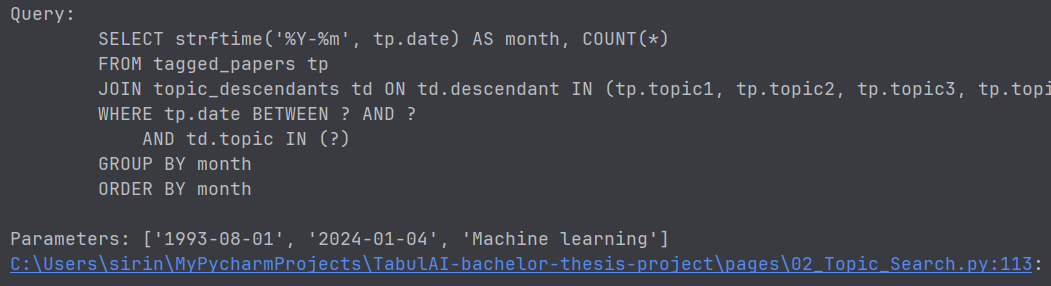 Query:
SELECT strftime('%Y-%m', tp.date) AS month, COUNT(*)
FROM tagged_papers tp
JOIN topic_descendants td ON td.descendant IN (tp.topic1, tp.topic2, tp.topic3, tp.topi
WHERE tp.date BETWEEN ? AND ?
AND td.topic IN (?)
GROUP BY month
ORDER BY month
Parameters: ['1993-08-01', '2024-01-04', 'Machine learning']
C:\Users\sirin\MyPycharmProjects\TabulAI-bachelor-thesis-project\pages\02_Topic_Search.py:113: